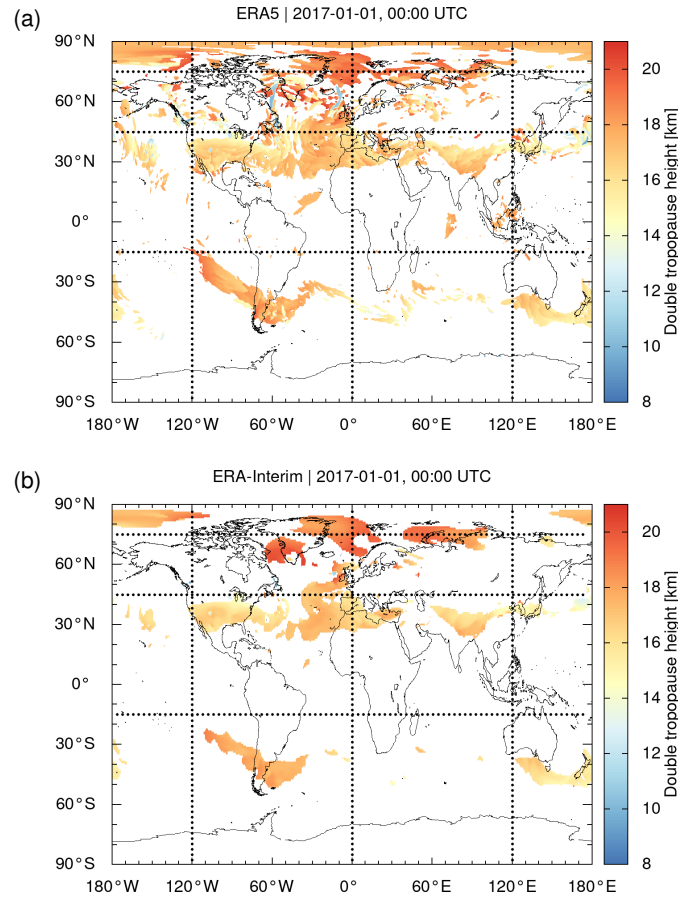 (a)
ERA5 | 2017-01-01, 00:00 UTC
90°N
60°N
30°N
0°
30°S
60°S
90°S
180°W 120°W 60°W 0° 60°E 120°E 180°E
20
18
16
14
12
10
8
Double tropopause height [km]
(b)
ERA-Interim | 2017-01-01, 00:00 UTC
90°N
60°N
30°N
0°
30°S
60°S
90°S
180°W 120°W 60°W 0° 60°E 120°E 180°E
20
18
16
14
12
10
8
Double tropopause height [km]